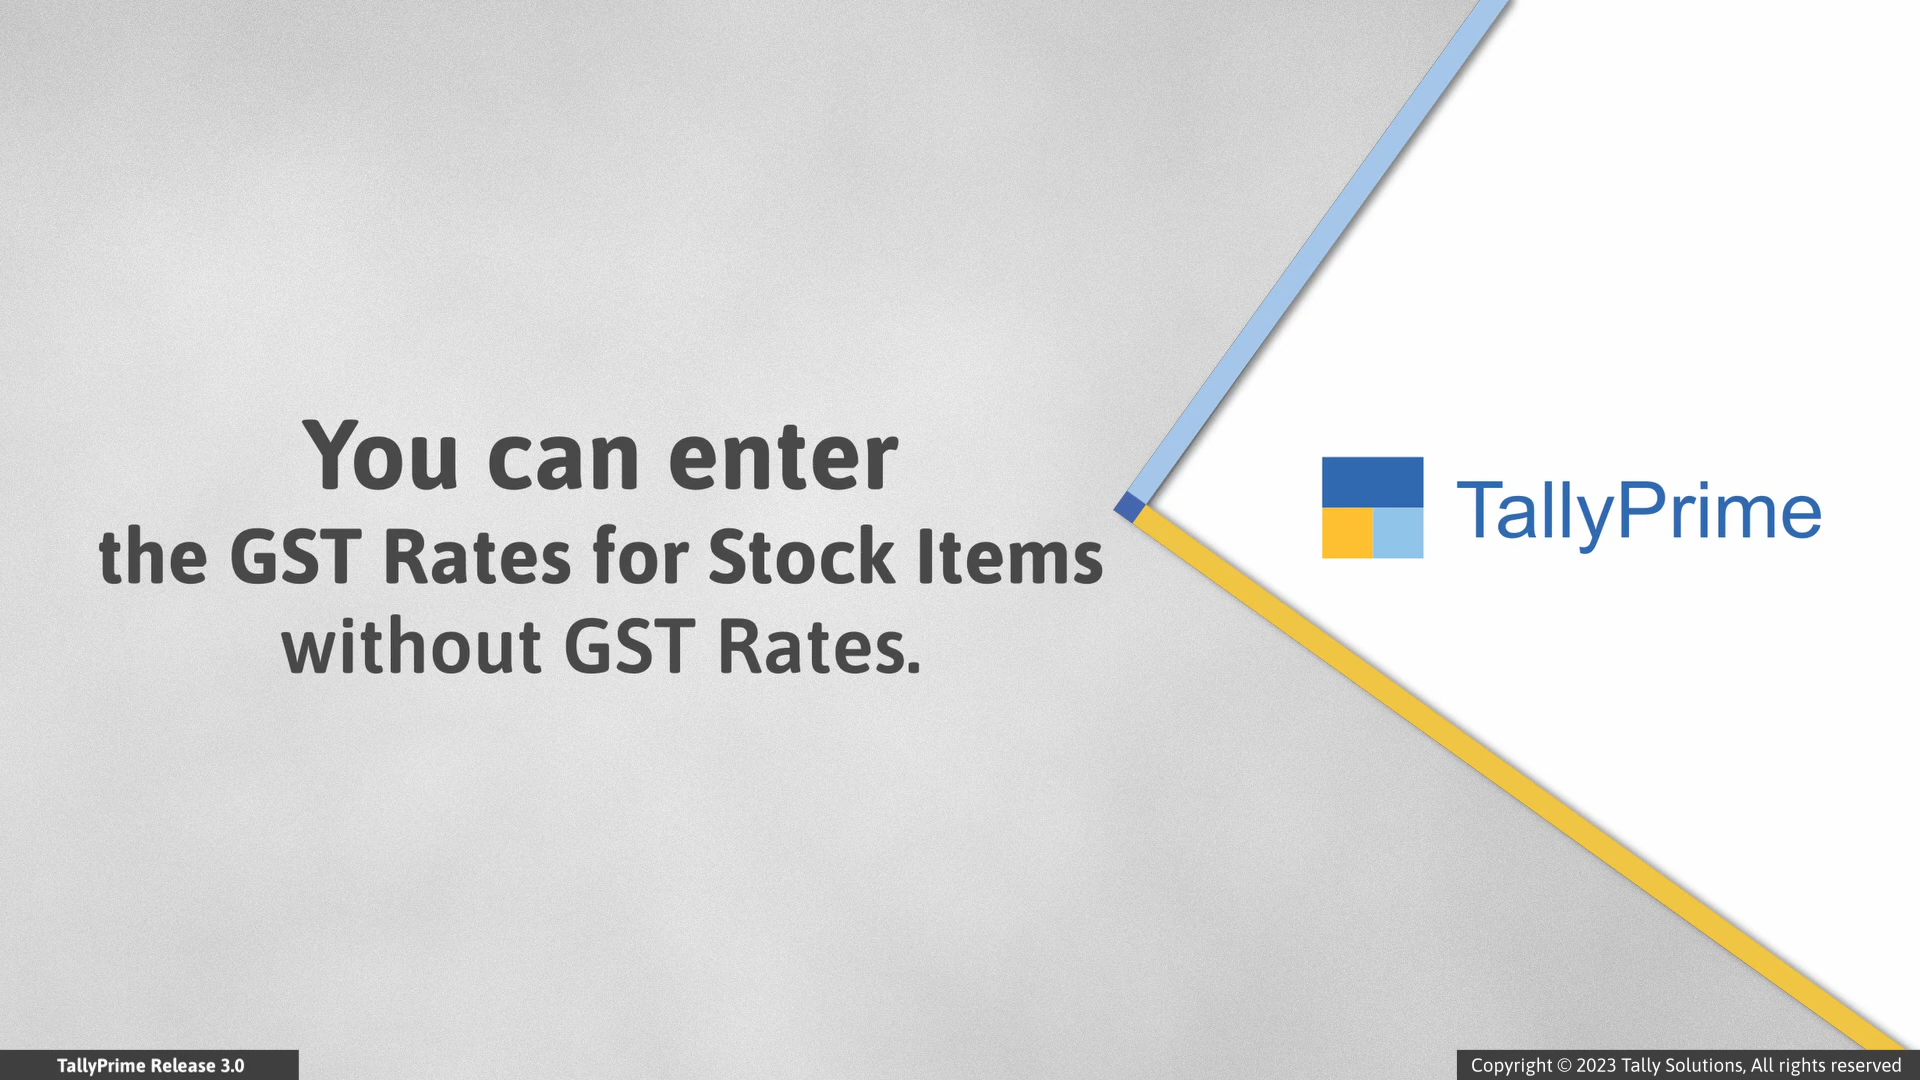 You can enter
the GST Rates for Stock Items
without GST Rates.
TallyPrime
TallyPrime Release 3.0
Copyright © 2023 Tally Solutions, All rights reserved